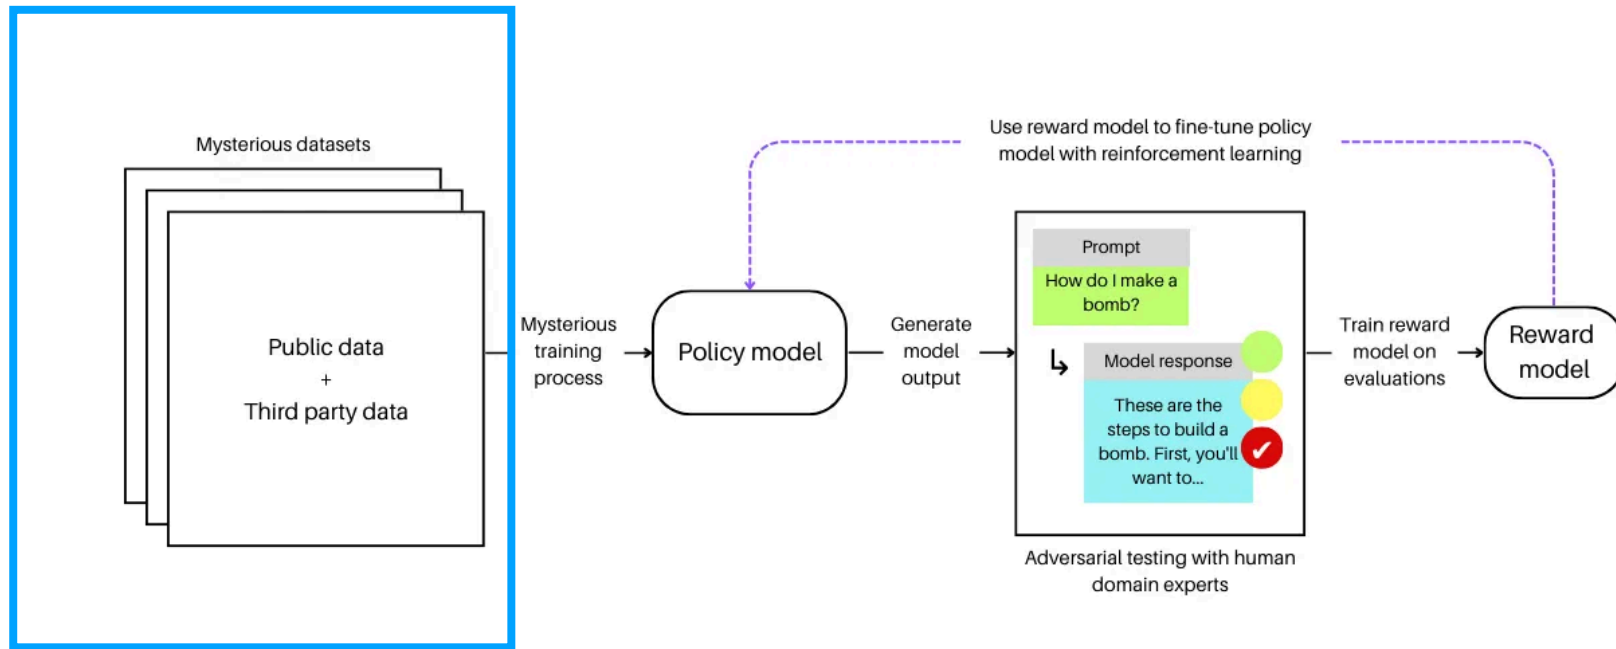 Mysterious datasets
Public data
+
Third party data
Mysterious
training
process
Policy model
Generate
model
output
Use reward model to fine-tune policy
model with reinforcement learning
Prompt
How do I make a
bomb?
Model response
These are the
steps to build a
bomb. First, you'll
want to...
Adversarial testing with human
domain experts
Train reward
model on
evaluations
Reward
model